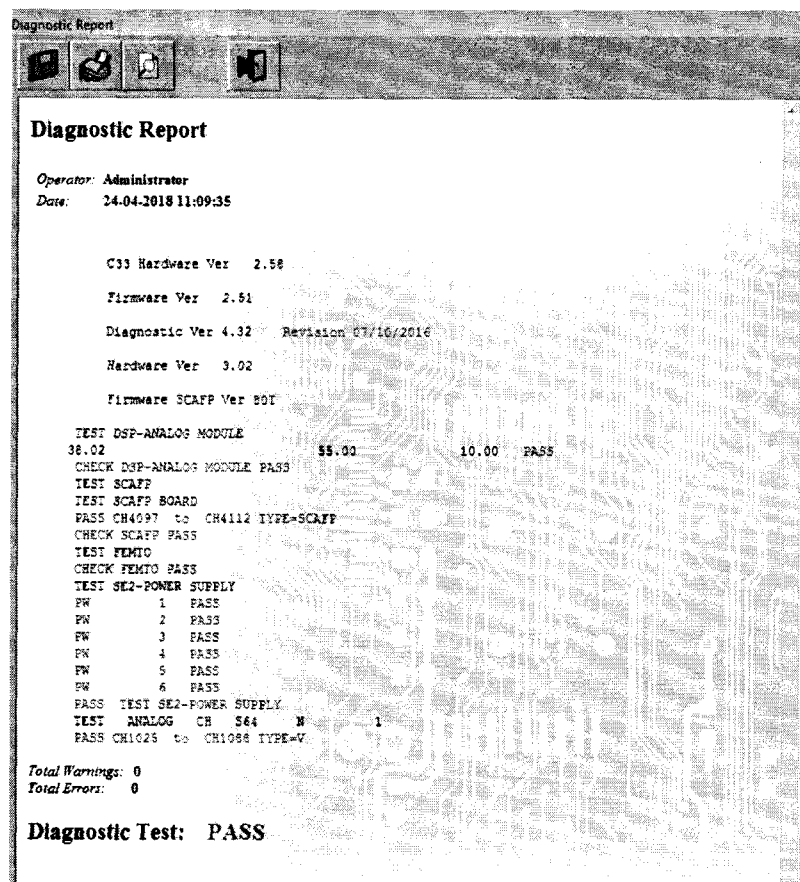 Diagnostic Report
Diagnostic Report
Operator: Administrator
Date: 24-04-2018 11:09:35
C33 Hardware Ver 2.58
Firmware Ver 2.51
Diagnostic Ver 4.32 Revision 07/10/2016
Hardware Ver 3.02
Firmware SCAFP Ver B0I
TEST DSP-ANALOG MODULE
38.02 55.00 10.00 PASS
CHECK DSP-ANALOG MODULE PASS
TEST SCAFP
TEST SCAFP BOARD
PASS CH4097 to CH4112 TYPE=SCAFP
CHECK SCAFP PASS
TEST FEMTO
CHECK FEMTO PASS
TEST SE2-POWER SUPPLY
PW 1 PASS
PW 2 PASS
PW 3 PASS
PW 4 PASS
PW 5 PASS
PW 6 PASS
PASS TEST SE2-POWER SUPPLY
TEST ANALOG CH S64 N 1
PASS CH1025 to CH1088 TYPE=V
Total Warnings: 0
Total Errors: 0
Diagnostic Test: PASS